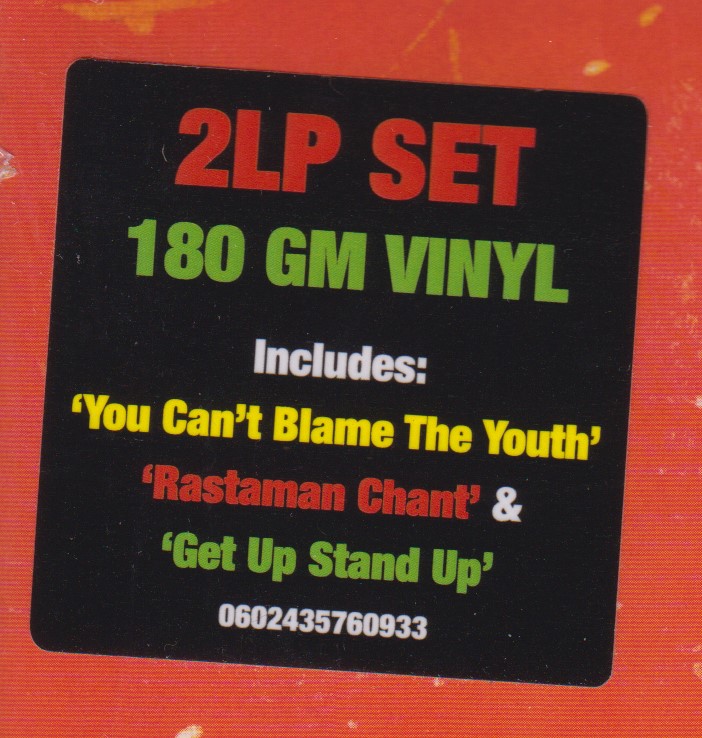 2LP SET
180 GM VINYL
Includes:
‘You Can’t Blame The Youth’
‘Rastaman Chant’ &
‘Get Up Stand Up’
0602435760933